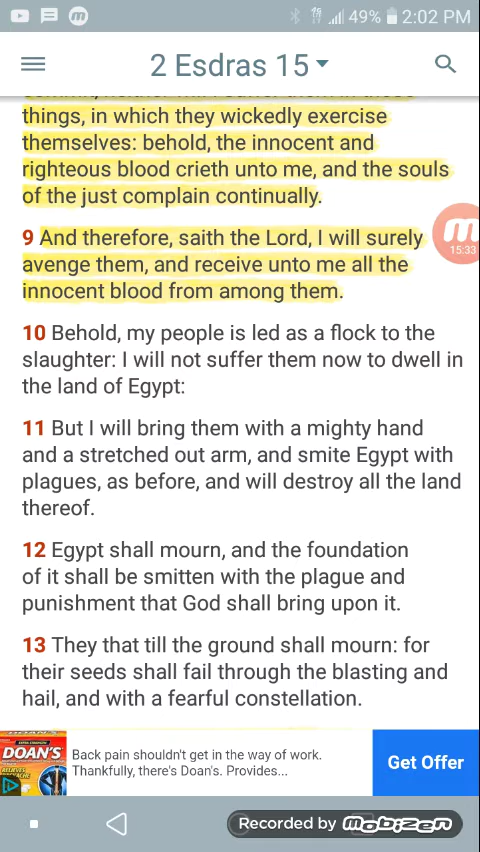 49% 2:02 PM
2 Esdras 15
things, in which they wickedly exercise
themselves: behold, the innocent and
righteous blood crieth unto me, and the souls
of the just complain continually.
9 And therefore, saith the Lord, I will surely
avenge them, and receive unto me all the
innocent blood from among them.
15:33
10 Behold, my people is led as a flock to the
slaughter: I will not suffer them now to dwell in
the land of Egypt:
11 But I will bring them with a mighty hand
and a stretched out arm, and smite Egypt with
plagues, as before, and will destroy all the land
thereof.
12 Egypt shall mourn, and the foundation
of it shall be smitten with the plague and
punishment that God shall bring upon it.
13 They that till the ground shall mourn: for
their seeds shall fail through the blasting and
hail, and with a fearful constellation.
DOAN'S
Back pain shouldn't get in the way of work.
Thankfully, there's Doan's. Provides...
Get Offer
Recorded by mobizen